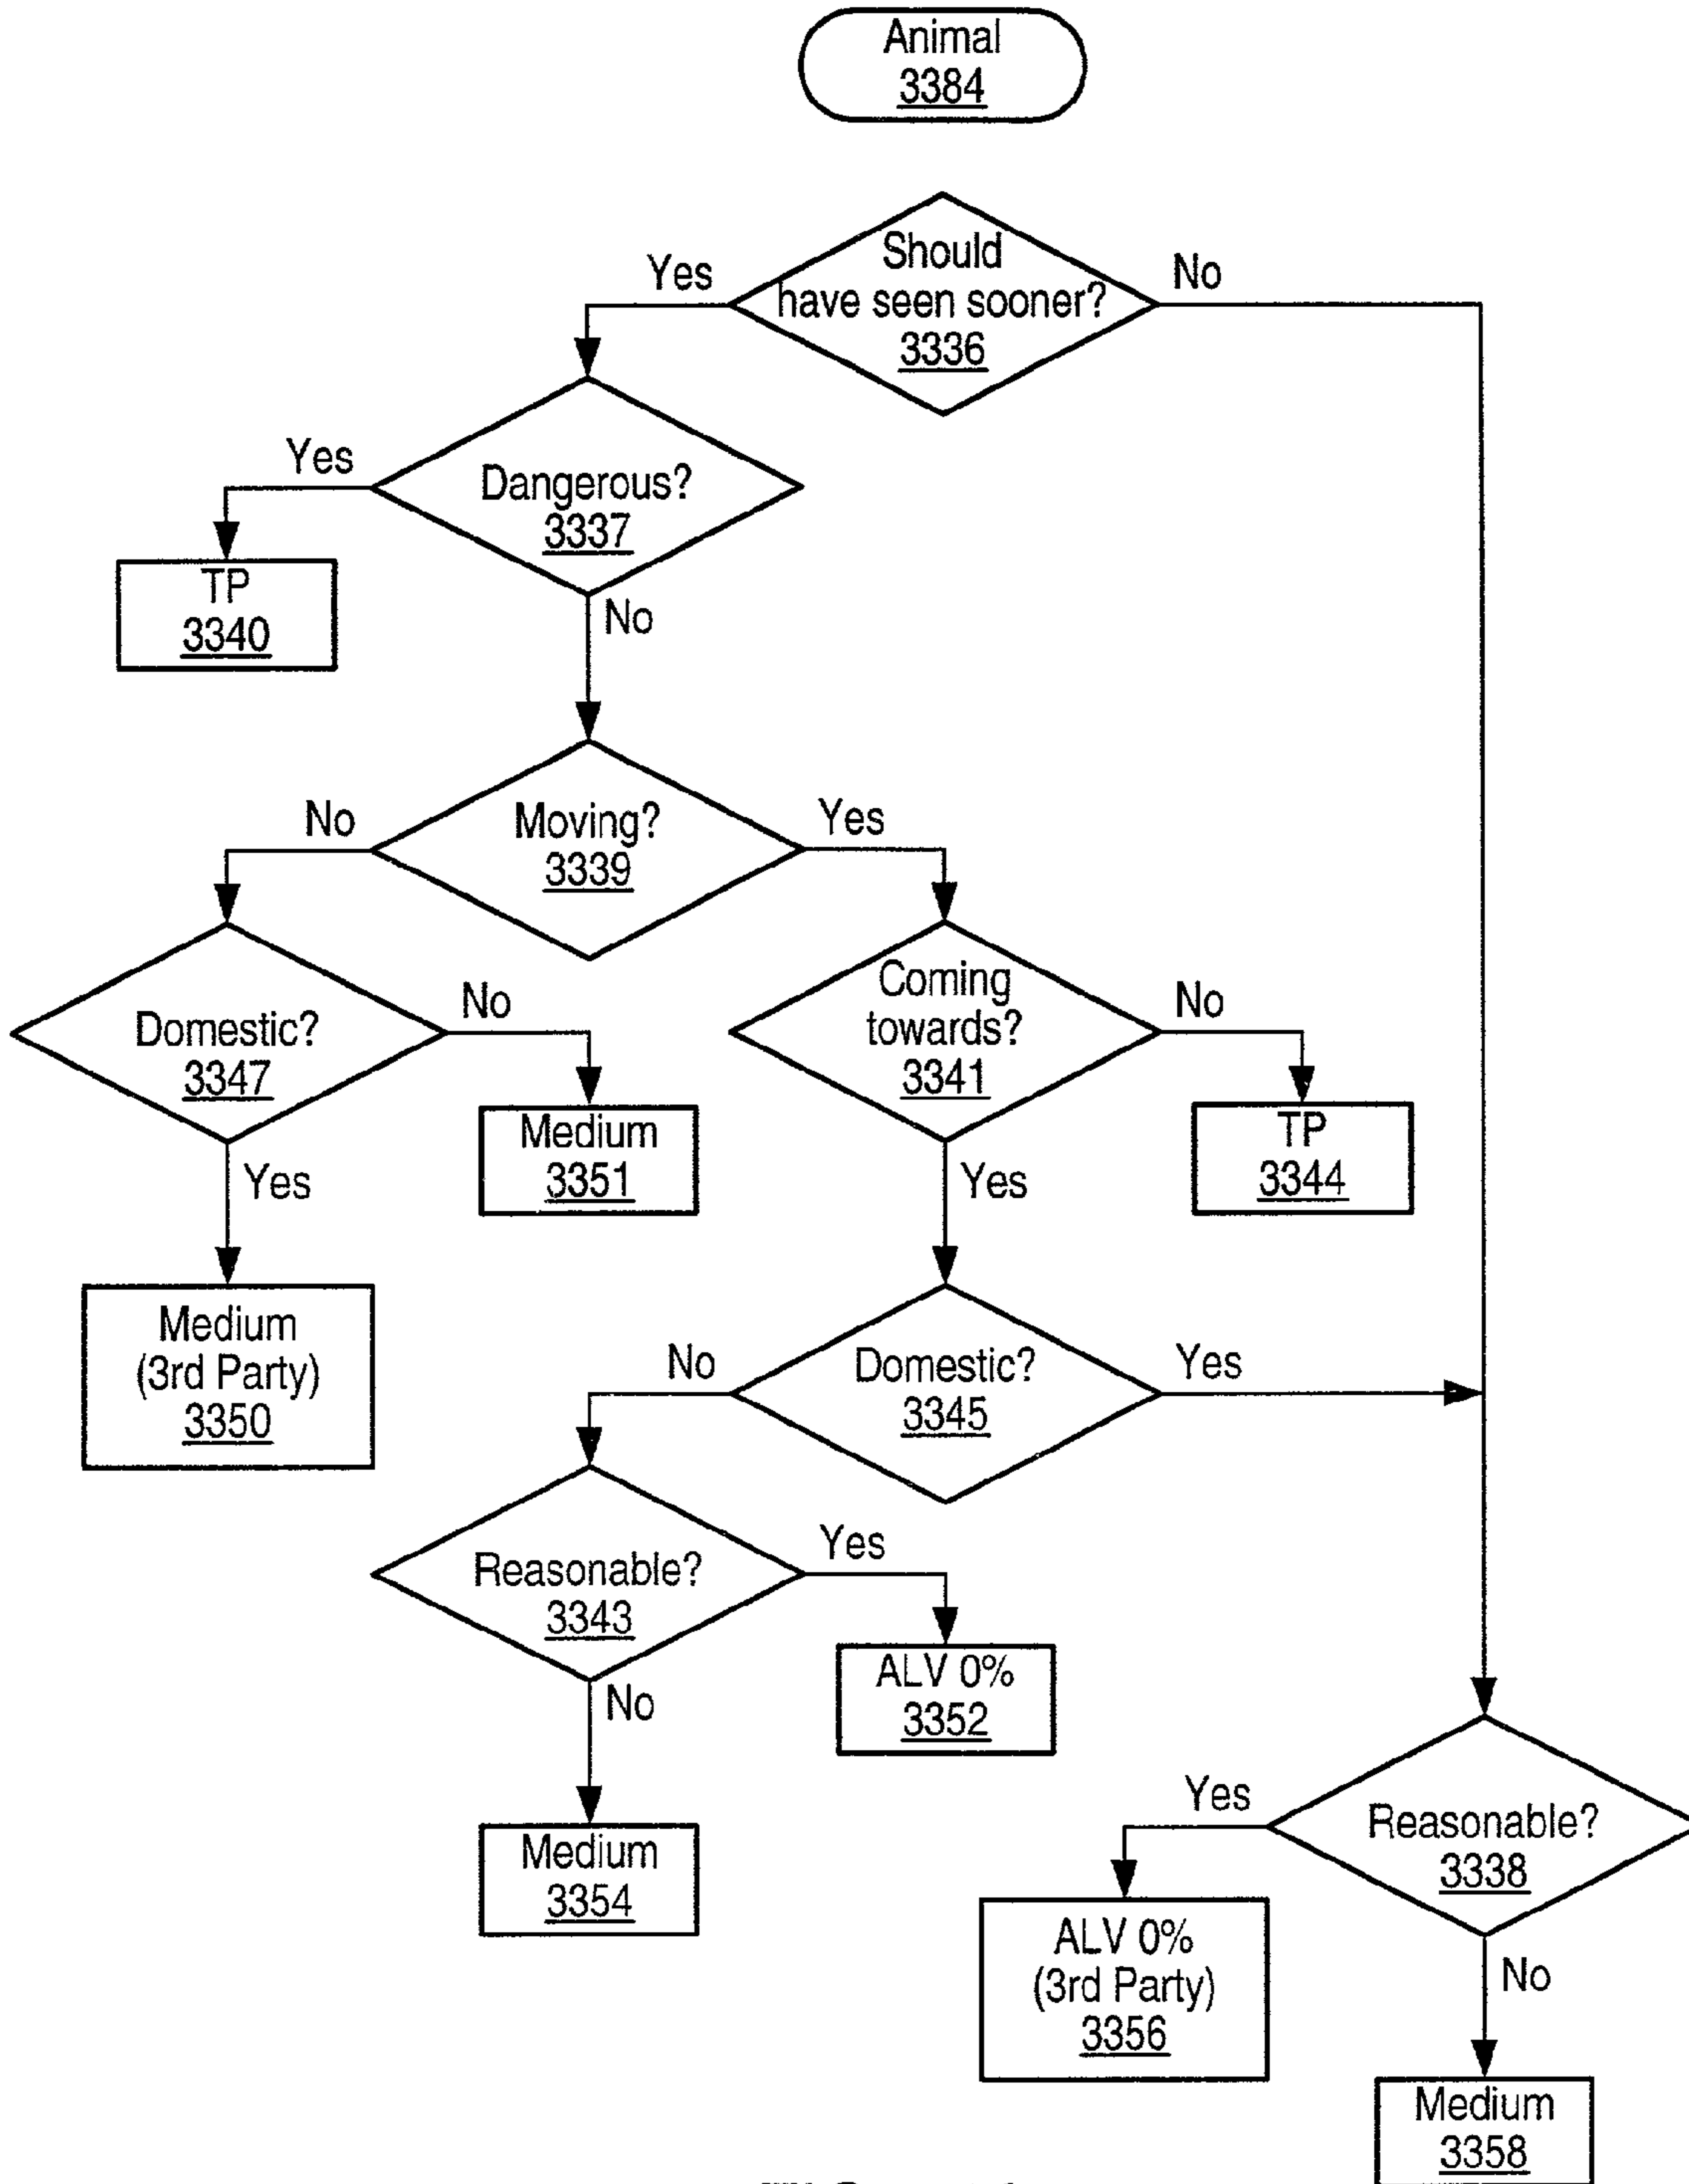 Animal
3384
Should
have seen sooner?
3336
Yes
No
Dangerous?
3337
Yes
No
TP
3340
Moving?
3339
No
Yes
Domestic?
3347
No
Yes
Coming
towards?
3341
No
Yes
Medium
3351
TP
3344
Medium
(3rd Party)
3350
Domestic?
3345
No
Yes
Reasonable?
3343
Yes
No
ALV 0%
3352
Medium
3354
Reasonable?
3338
Yes
No
ALV 0%
(3rd Party)
3356
Medium
3358